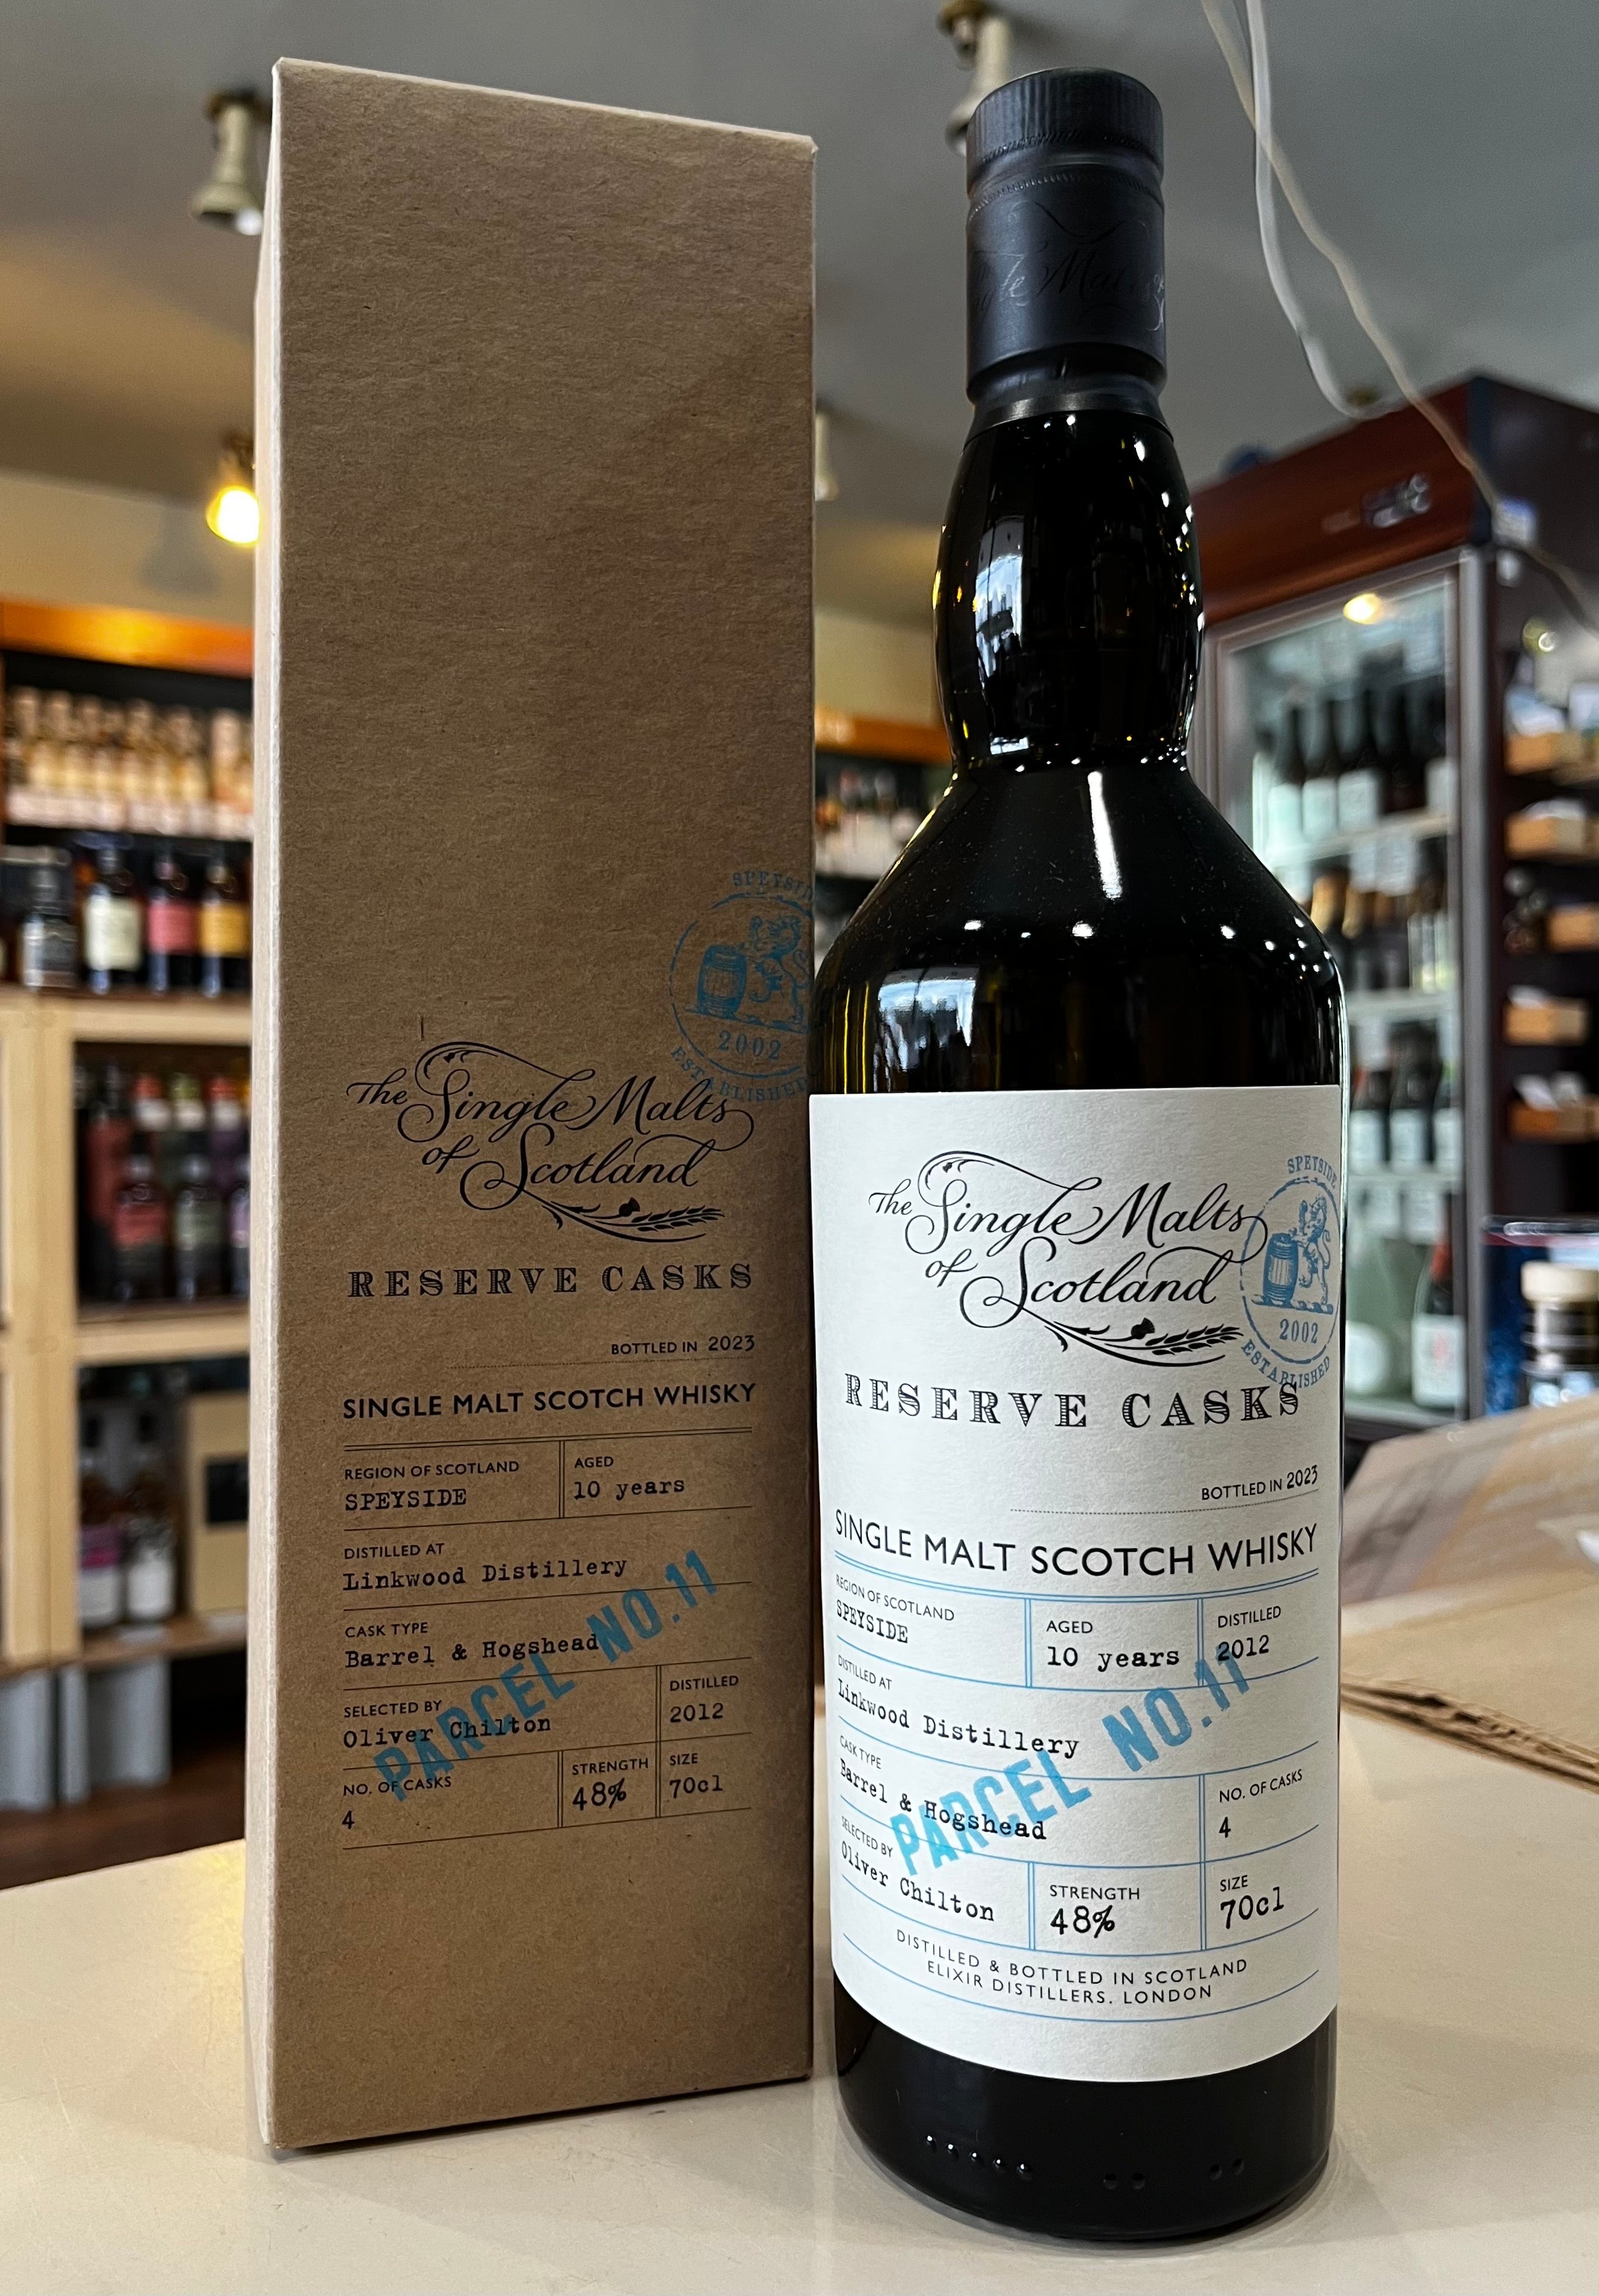 SPEYSIDE
2002
ESTABLISHED
The Single Malts
of Scotland
RESERVE CASKS
BOTTLED IN 2023
SINGLE MALT SCOTCH WHISKY
REGION OF SCOTLAND
SPEYSIDE
AGED
10 years
DISTILLED AT
Linkwood Distillery
CASK TYPE
Barrel & Hogshead
PARCEL NO.11
SELECTED BY
Oliver Chilton
DISTILLED
2012
NO. OF CASKS
4
STRENGTH
48%
SIZE
70cl
The Single Malts
of Scotland
SPEYSIDE
2002
ESTABLISHED
RESERVE CASKS
BOTTLED IN 2023
SINGLE MALT SCOTCH WHISKY
REGION OF SCOTLAND
SPEYSIDE
AGED
10 years
DISTILLED
2012
DISTILLED AT
Linkwood Distillery
PARCEL NO.11
CASK TYPE
Barrel & Hogshead
NO. OF CASKS
4
SELECTED BY
Oliver Chilton
STRENGTH
48%
SIZE
70cl
DISTILLED & BOTTLED IN SCOTLAND
ELIXIR DISTILLERS. LONDON